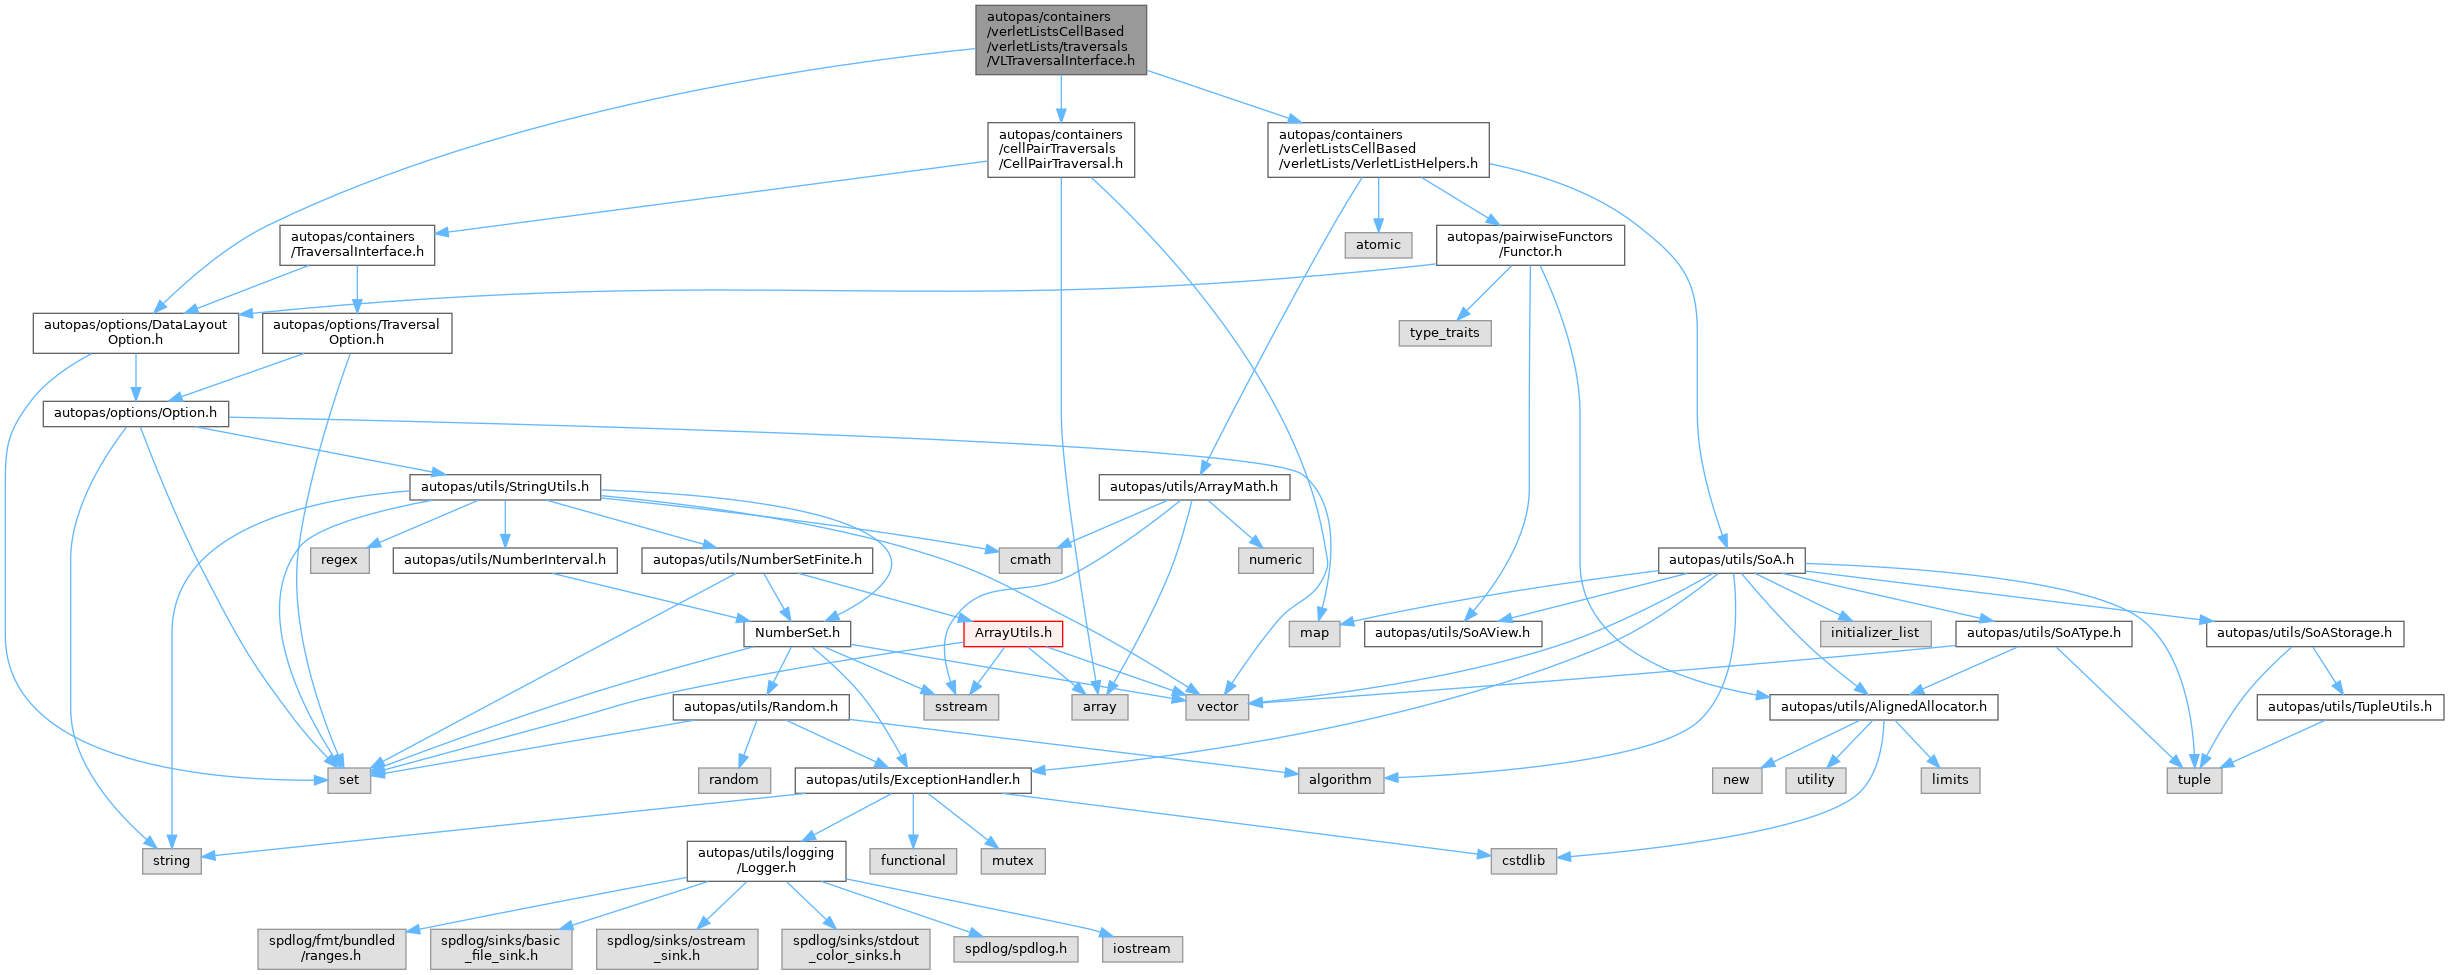 autopas/containers
/verletListsCellBased
/verletLists/traversals
/VLTraversalInterface.h
autopas/containers
/cellPairTraversals
/CellPairTraversal.h
autopas/containers
/verletListsCellBased
/verletLists/VerletListHelpers.h
autopas/containers
/TraversalInterface.h
atomic
autopas/pairwiseFunctors
/Functor.h
autopas/options/DataLayout
Option.h
autopas/options/Traversal
Option.h
type_traits
autopas/options/Option.h
autopas/utils/StringUtils.h
autopas/utils/ArrayMath.h
regex
autopas/utils/NumberInterval.h
autopas/utils/NumberSetFinite.h
cmath
numeric
autopas/utils/SoA.h
NumberSet.h
ArrayUtils.h
map
autopas/utils/SoAView.h
initializer_list
autopas/utils/SoAType.h
autopas/utils/SoAStorage.h
autopas/utils/Random.h
sstream
array
vector
autopas/utils/AlignedAllocator.h
autopas/utils/TupleUtils.h
set
random
autopas/utils/ExceptionHandler.h
algorithm
new
utility
limits
tuple
string
autopas/utils/logging
/Logger.h
functional
mutex
cstdlib
spdlog/fmt/bundled
/ranges.h
spdlog/sinks/basic
_file_sink.h
spdlog/sinks/ostream
_sink.h
spdlog/sinks/stdout
_color_sinks.h
spdlog/spdlog.h
iostream